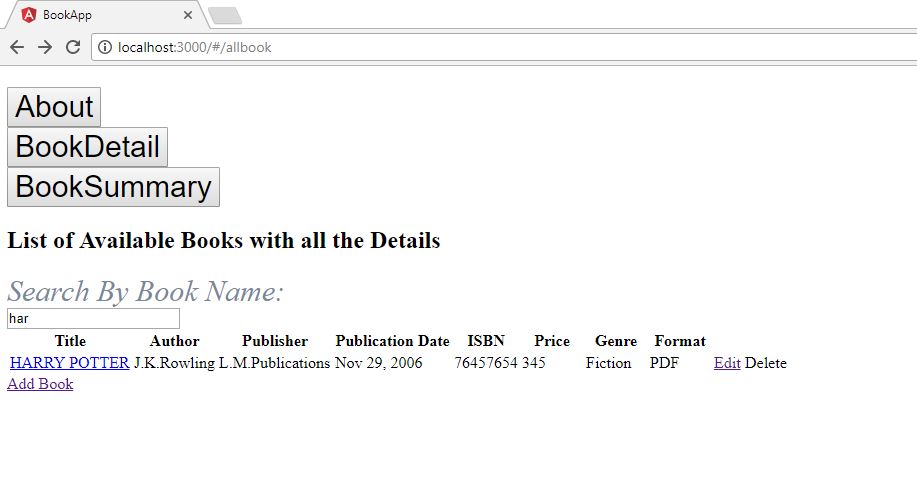 BookApp
localhost:3000/#/allbook
About
BookDetail
BookSummary
List of Available Books with all the Details
Search By Book Name:
har
Title Author Publisher Publication Date ISBN Price Genre Format
HARRY POTTER J.K.Rowling L.M.Publications Nov 29, 2006 76457654 345 Fiction PDF Edit Delete
Add Book